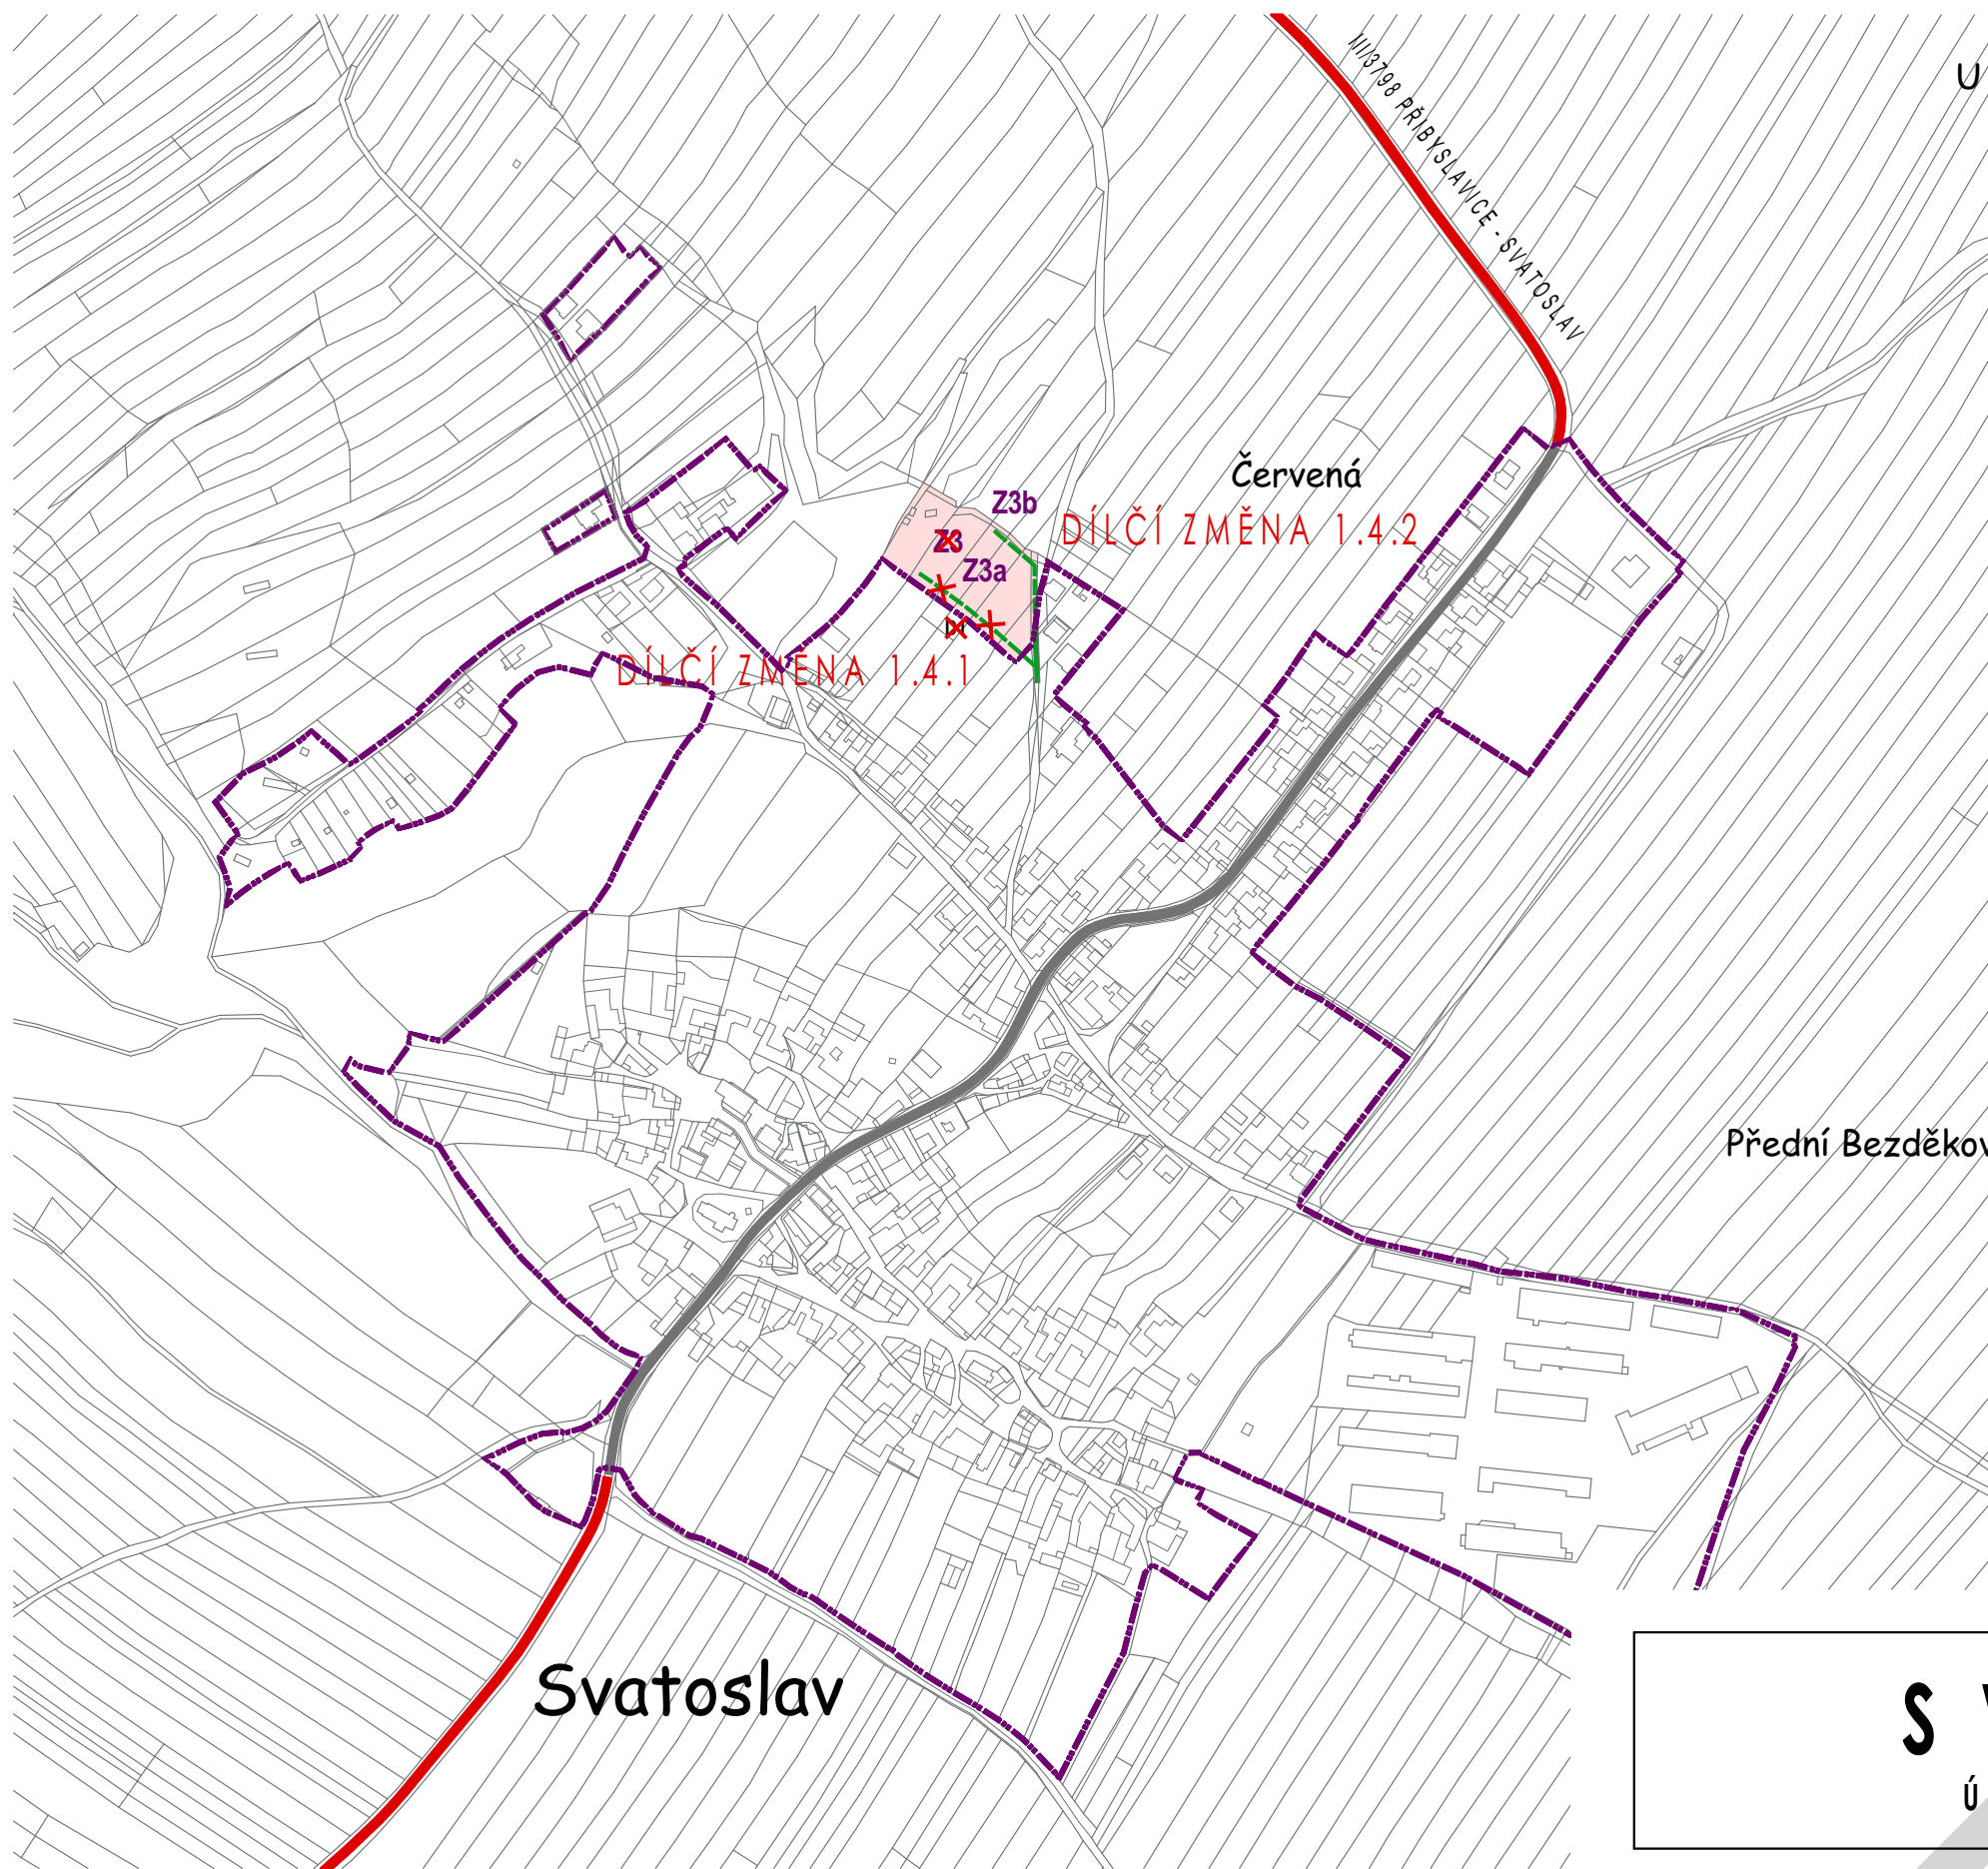 III/3798 PŘIBYSLAVICE - SVATOSLAV
U
Červená
Z3b
DÍLČÍ ZMĚNA 1.4.2
Z3
Z3a
DÍLČÍ ZMĚNA 1.4.1
Přední Bezděkov
Svatoslav
S
Ú